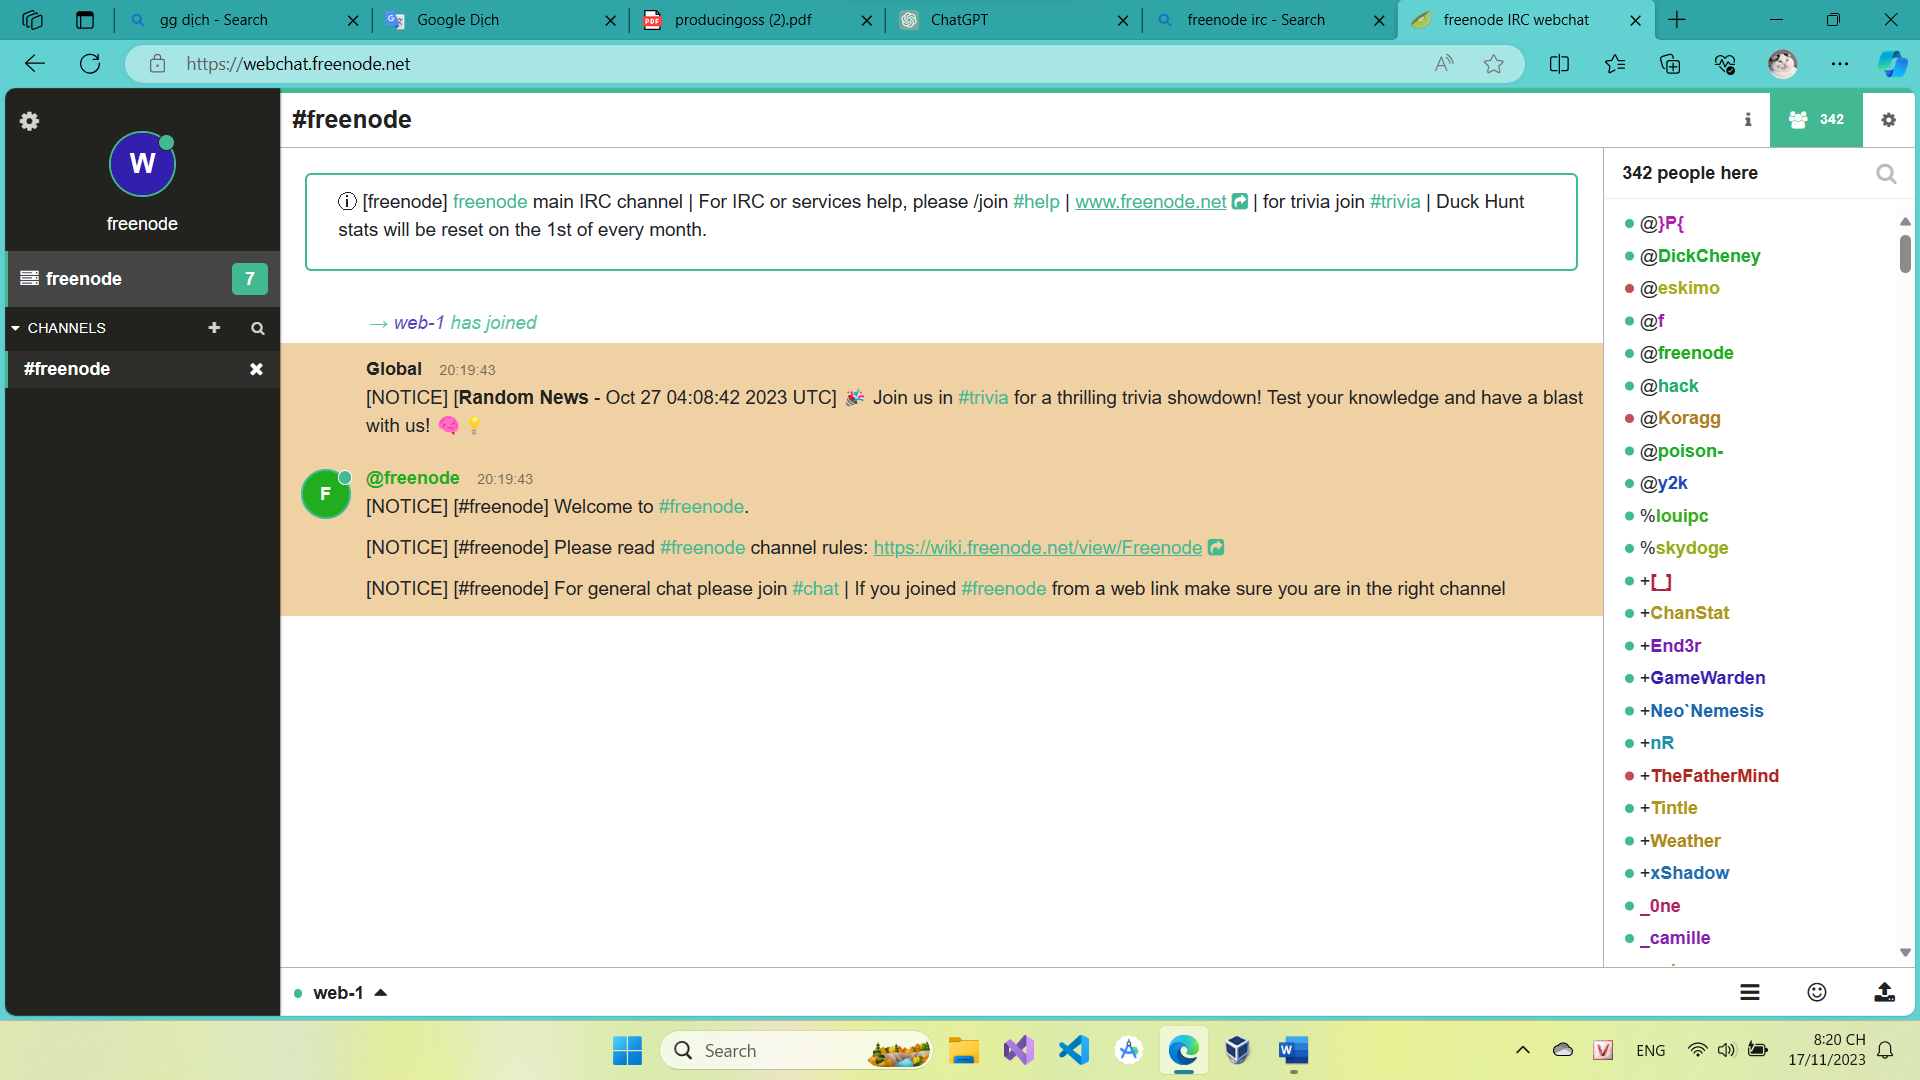 gg dịch - Search
Google Dịch
producingoss (2).pdf
ChatGPT
freenode irc - Search
freenode IRC webchat
https://webchat.freenode.net
W
freenode
freenode 7
CHANNELS
#freenode
#freenode
342
[freenode] freenode main IRC channel | For IRC or services help, please /join #help | www.freenode.net | for trivia join #trivia | Duck Hunt
stats will be reset on the 1st of every month.
→ web-1 has joined
Global 20:19:43
[NOTICE] [Random News - Oct 27 04:08:42 2023 UTC] 🎉 Join us in #trivia for a thrilling trivia showdown! Test your knowledge and have a blast
with us! 🧠 💡
F
@freenode 20:19:43
[NOTICE] [#freenode] Welcome to #freenode.
[NOTICE] [#freenode] Please read #freenode channel rules: https://wiki.freenode.net/view/Freenode
[NOTICE] [#freenode] For general chat please join #chat | If you joined #freenode from a web link make sure you are in the right channel
web-1
342 people here
@}P{
@DickCheney
@eskimo
@f
@freenode
@hack
@Koragg
@poison-
@y2k
%louipc
%skydoge
+[_]
+ChanStat
+End3r
+GameWarden
+Neo`Nemesis
+nR
+TheFatherMind
+Tintle
+Weather
+xShadow
_0ne
_camille
Search
ENG
8:20 CH
17/11/2023